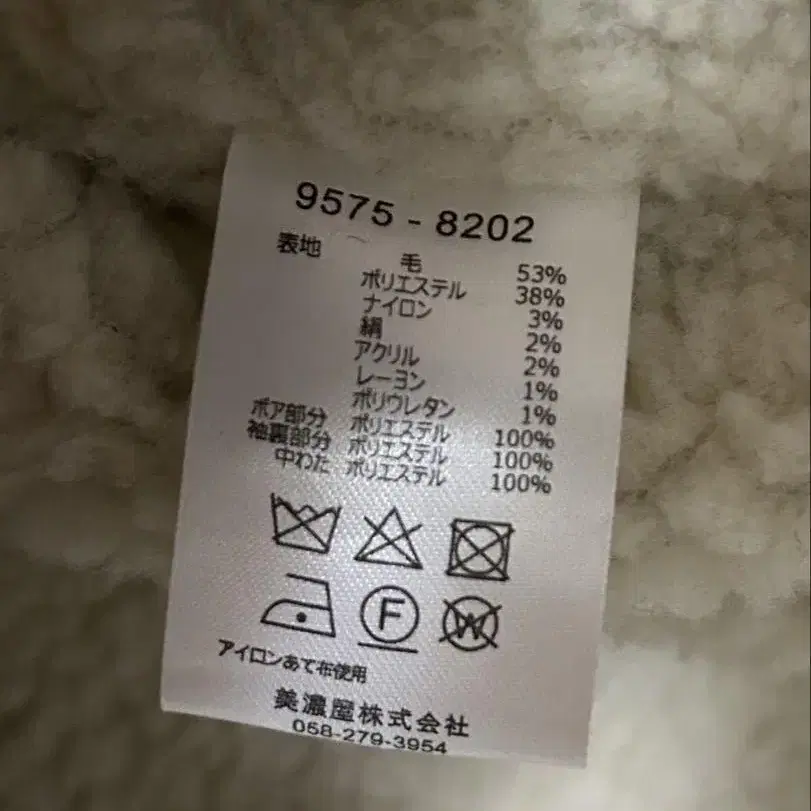 9575 - 8202
表地 毛 53%
ポリエステル 38%
ナイロン 3%
絹 2%
アクリル 2%
レーヨン 1%
ポリウレタン 1%
ボア部分 ポリエステル 100%
袖裏部分 ポリエステル 100%
中わた ポリエステル 100%
F W
アイロンあて布使用
美濃屋株式会社
058-279-3954